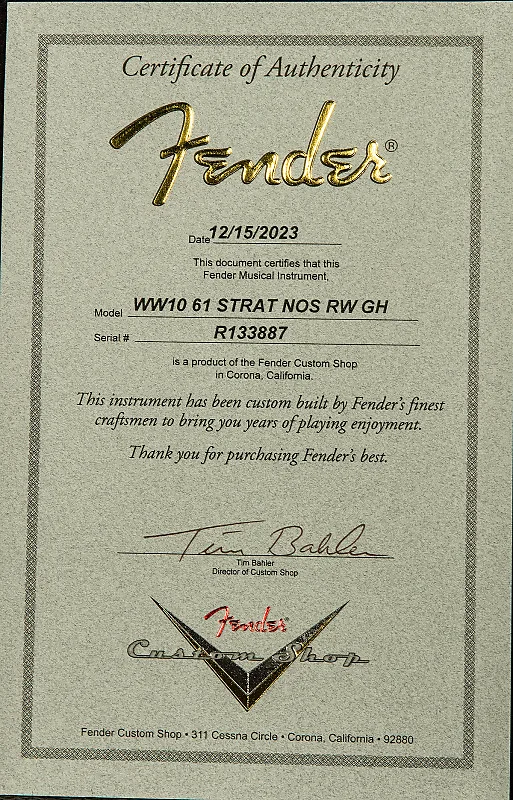 Certificate of Authenticity
Fender®
Date 12/15/2023
This document certifies that this
Fender Musical Instrument,
Model WW10 61 STRAT NOS RW GH
Serial # R133887
is a product of the Fender Custom Shop
in Corona, California.
This instrument has been custom built by Fender's finest
craftsmen to bring you years of playing enjoyment.
Thank you for purchasing Fender's best.
Tim Bahler
Tim Bahler
Director of Custom Shop
Fender
Custom Shop
Fender Custom Shop • 311 Cessna Circle • Corona, California • 92880